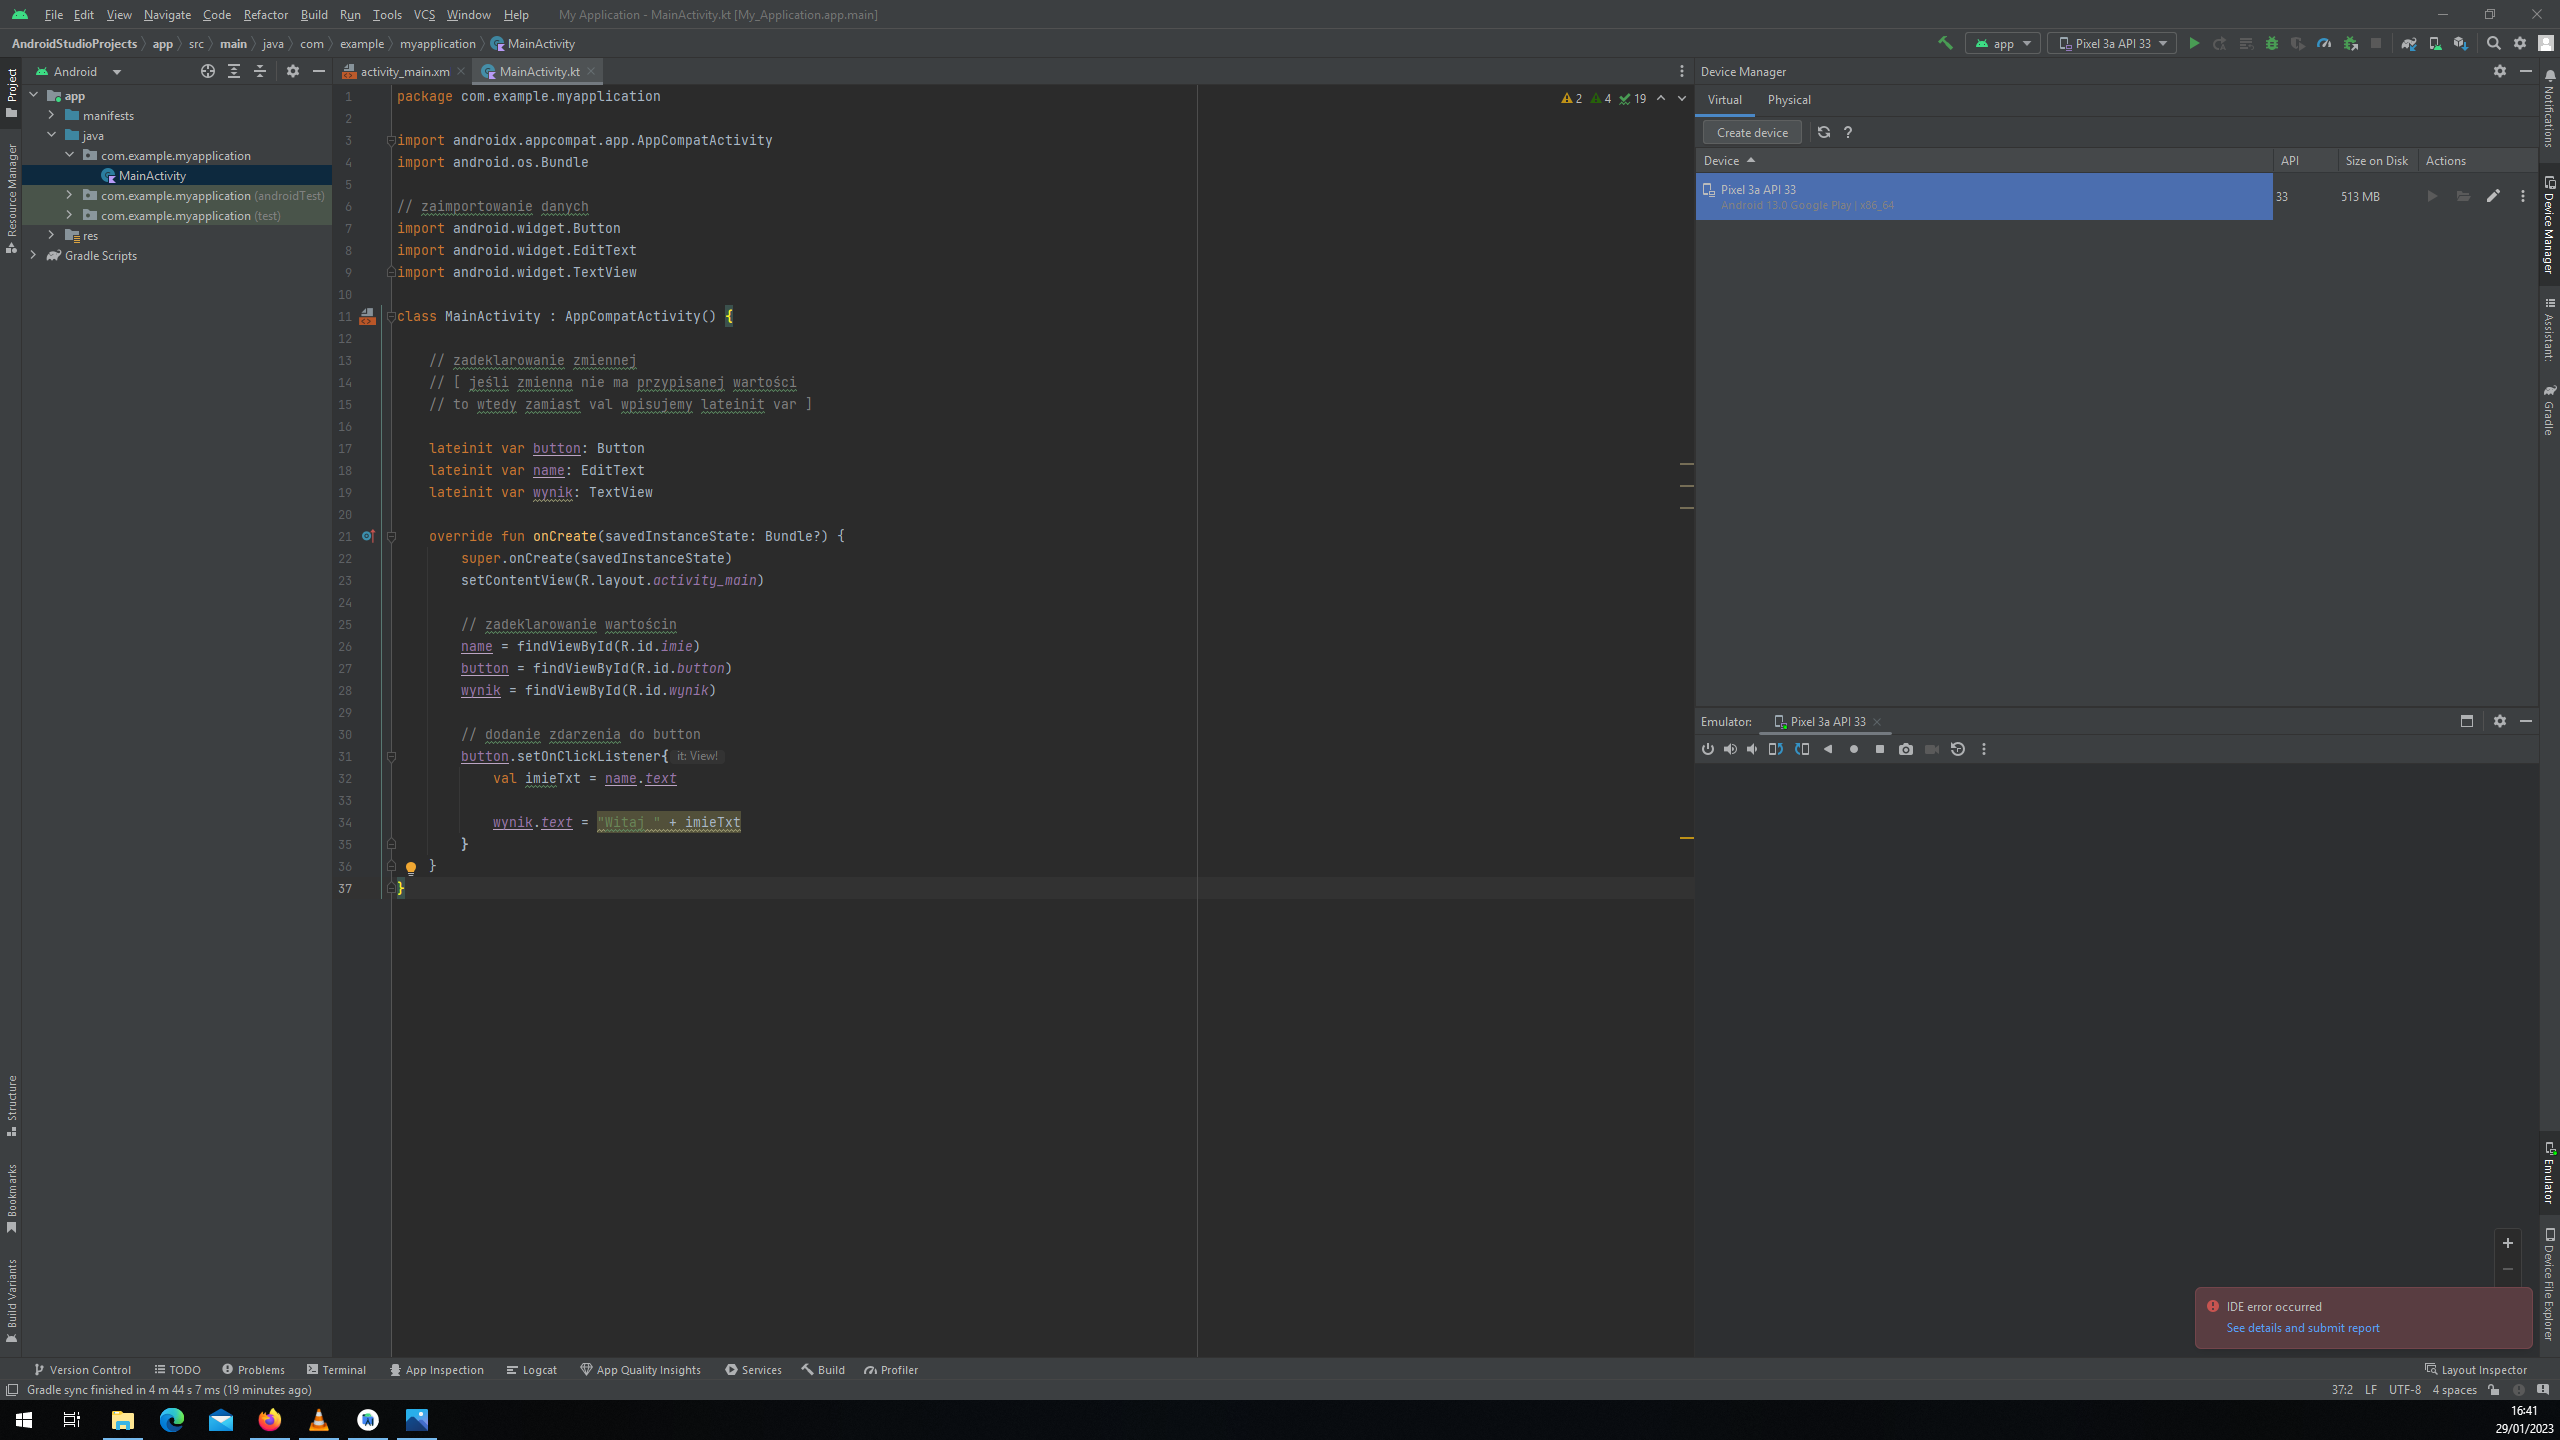 File Edit View Navigate Code Refactor Build Run Tools VCS Window Help My Application - MainActivity.kt [My_Application.app.main]
AndroidStudioProjects app src main java com example myapplication MainActivity
app
Pixel 3a API 33
Project
Resource Manager
Structure
Bookmarks
Build Variants
Android
app
manifests
java
com.example.myapplication
MainActivity
com.example.myapplication (androidTest)
com.example.myapplication (test)
res
Gradle Scripts
activity_main.xm
MainActivity.kt
2 4 19
1 package com.example.myapplication
2
3 import androidx.appcompat.app.AppCompatActivity
4 import android.os.Bundle
5
6 // zaimportowanie danych
7 import android.widget.Button
8 import android.widget.EditText
9 import android.widget.TextView
10
11 class MainActivity : AppCompatActivity() {
12
13 // zadeklarowanie zmiennej
14 // [ jeśli zmienna nie ma przypisanej wartości
15 // to wtedy zamiast val wpisujemy lateinit var ]
16
17 lateinit var button: Button
18 lateinit var name: EditText
19 lateinit var wynik: TextView
20
21 override fun onCreate(savedInstanceState: Bundle?) {
22 super.onCreate(savedInstanceState)
23 setContentView(R.layout.activity_main)
24
25 // zadeklarowanie wartościn
26 name = findViewById(R.id.imie)
27 button = findViewById(R.id.button)
28 wynik = findViewById(R.id.wynik)
29
30 // dodanie zdarzenia do button
31 button.setOnClickListener{ it: View!
32 val imieTxt = name.text
33
34 wynik.text = "Witaj " + imieTxt
35 }
36 }
37 }
Device Manager
Virtual Physical
Create device ?
Device API Size on Disk Actions
Pixel 3a API 33 33 513 MB
Android 13.0 Google Play | x86_64
Emulator: Pixel 3a API 33
Notifications
Device Manager
Assistant:
Gradle
Emulator
Device File Explorer
IDE error occurred
See details and submit report
Version Control TODO Problems Terminal App Inspection Logcat App Quality Insights Services Build Profiler Layout Inspector
Gradle sync finished in 4 m 44 s 7 ms (19 minutes ago) 37:2 LF UTF-8 4 spaces
16:41
29/01/2023